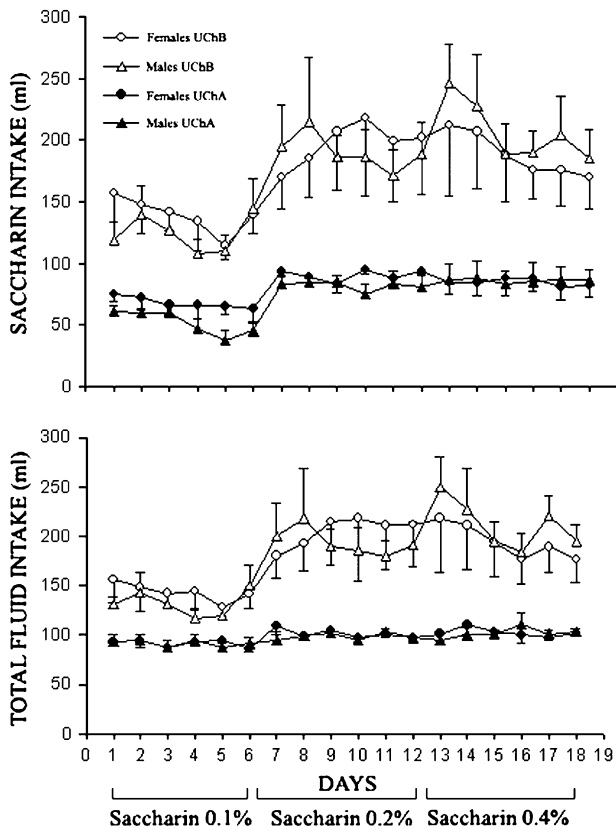 300
250
200
150
100
50
0
SACCHARIN INTAKE (ml)
Females UChB
Males UChB
Females UChA
Males UChA
300
250
200
150
100
50
0
TOTAL FLUID INTAKE (ml)
0 1 2 3 4 5 6 7 8 9 10 11 12 13 14 15 16 17 18 19
DAYS
Saccharin 0.1% Saccharin 0.2% Saccharin 0.4%